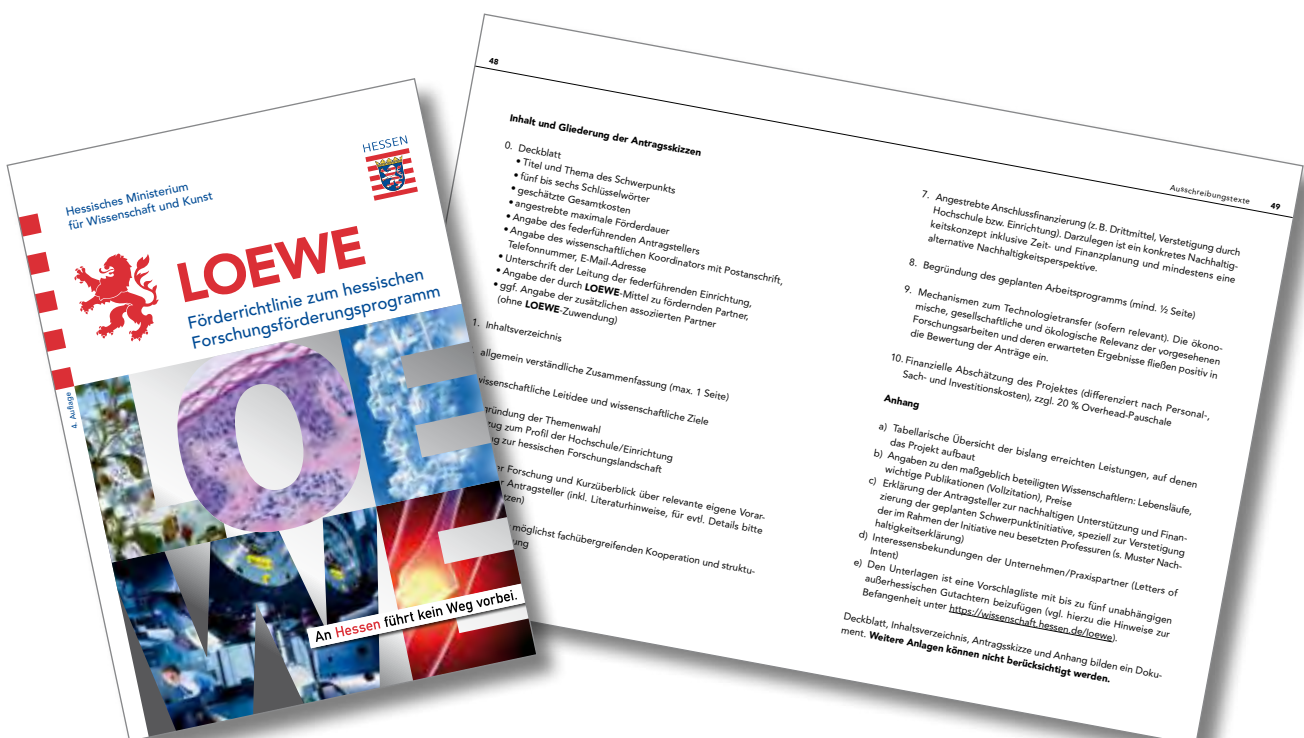 HESSEN
Hessisches Ministerium
für Wissenschaft und Kunst
LOEWE
Förderrichtlinie zum hessischen
Forschungsförderungsprogramm
4. Auflage
LOE
WE
An Hessen führt kein Weg vorbei.
48
Inhalt und Gliederung der Antragsskizzen
0. Deckblatt
• Titel und Thema des Schwerpunkts
• fünf bis sechs Schlüsselwörter
• geschätzte Gesamtkosten
• angestrebte maximale Förderdauer
• Angabe des federführenden Antragstellers
• Angabe des wissenschaftlichen Koordinators mit Postanschrift,
Telefonnummer, E-Mail-Adresse
• Unterschrift der Leitung der federführenden Einrichtung,
• Angabe der durch LOEWE-Mittel zu fördernden Partner,
• ggf. Angabe der zusätzlichen assoziierten Partner
(ohne LOEWE-Zuwendung)
1. Inhaltsverzeichnis
allgemein verständliche Zusammenfassung (max. 1 Seite)
wissenschaftliche Leitidee und wissenschaftliche Ziele
gründung der Themenwahl
zug zum Profil der Hochschule/Einrichtung
g zur hessischen Forschungslandschaft
er Forschung und Kurzüberblick über relevante eigene Vorar-
r Antragsteller (inkl. Literaturhinweise, für evtl. Details bitte
tzen)
möglichst fachübergreifenden Kooperation und struktu-
ung
Ausschreibungstexte 49
7. Angestrebte Anschlussfinanzierung (z. B. Drittmittel, Verstetigung durch
Hochschule bzw. Einrichtung). Darzulegen ist ein konkretes Nachhaltig-
keitskonzept inklusive Zeit- und Finanzplanung und mindestens eine
alternative Nachhaltigkeitsperspektive.
8. Begründung des geplanten Arbeitsprogramms (mind. ½ Seite)
9. Mechanismen zum Technologietransfer (sofern relevant). Die ökono-
mische, gesellschaftliche und ökologische Relevanz der vorgesehenen
Forschungsarbeiten und deren erwarteten Ergebnisse fließen positiv in
die Bewertung der Anträge ein.
10. Finanzielle Abschätzung des Projektes (differenziert nach Personal-,
Sach- und Investitionskosten), zzgl. 20 % Overhead-Pauschale
Anhang
a) Tabellarische Übersicht der bislang erreichten Leistungen, auf denen
das Projekt aufbaut
b) Angaben zu den maßgeblich beteiligten Wissenschaftlern: Lebensläufe,
wichtige Publikationen (Vollzitation), Preise
c) Erklärung der Antragsteller zur nachhaltigen Unterstützung und Finan-
zierung der geplanten Schwerpunktinitiative, speziell zur Verstetigung
der im Rahmen der Initiative neu besetzten Professuren (s. Muster Nach-
haltigkeitserklärung)
d) Interessensbekundungen der Unternehmen/Praxispartner (Letters of
Intent)
e) Den Unterlagen ist eine Vorschlagliste mit bis zu fünf unabhängigen
außerhessischen Gutachtern beizufügen (vgl. hierzu die Hinweise zur
Befangenheit unter https://wissenschaft.hessen.de/loewe).
Deckblatt, Inhaltsverzeichnis, Antragsskizze und Anhang bilden ein Doku-
ment. Weitere Anlagen können nicht berücksichtigt werden.